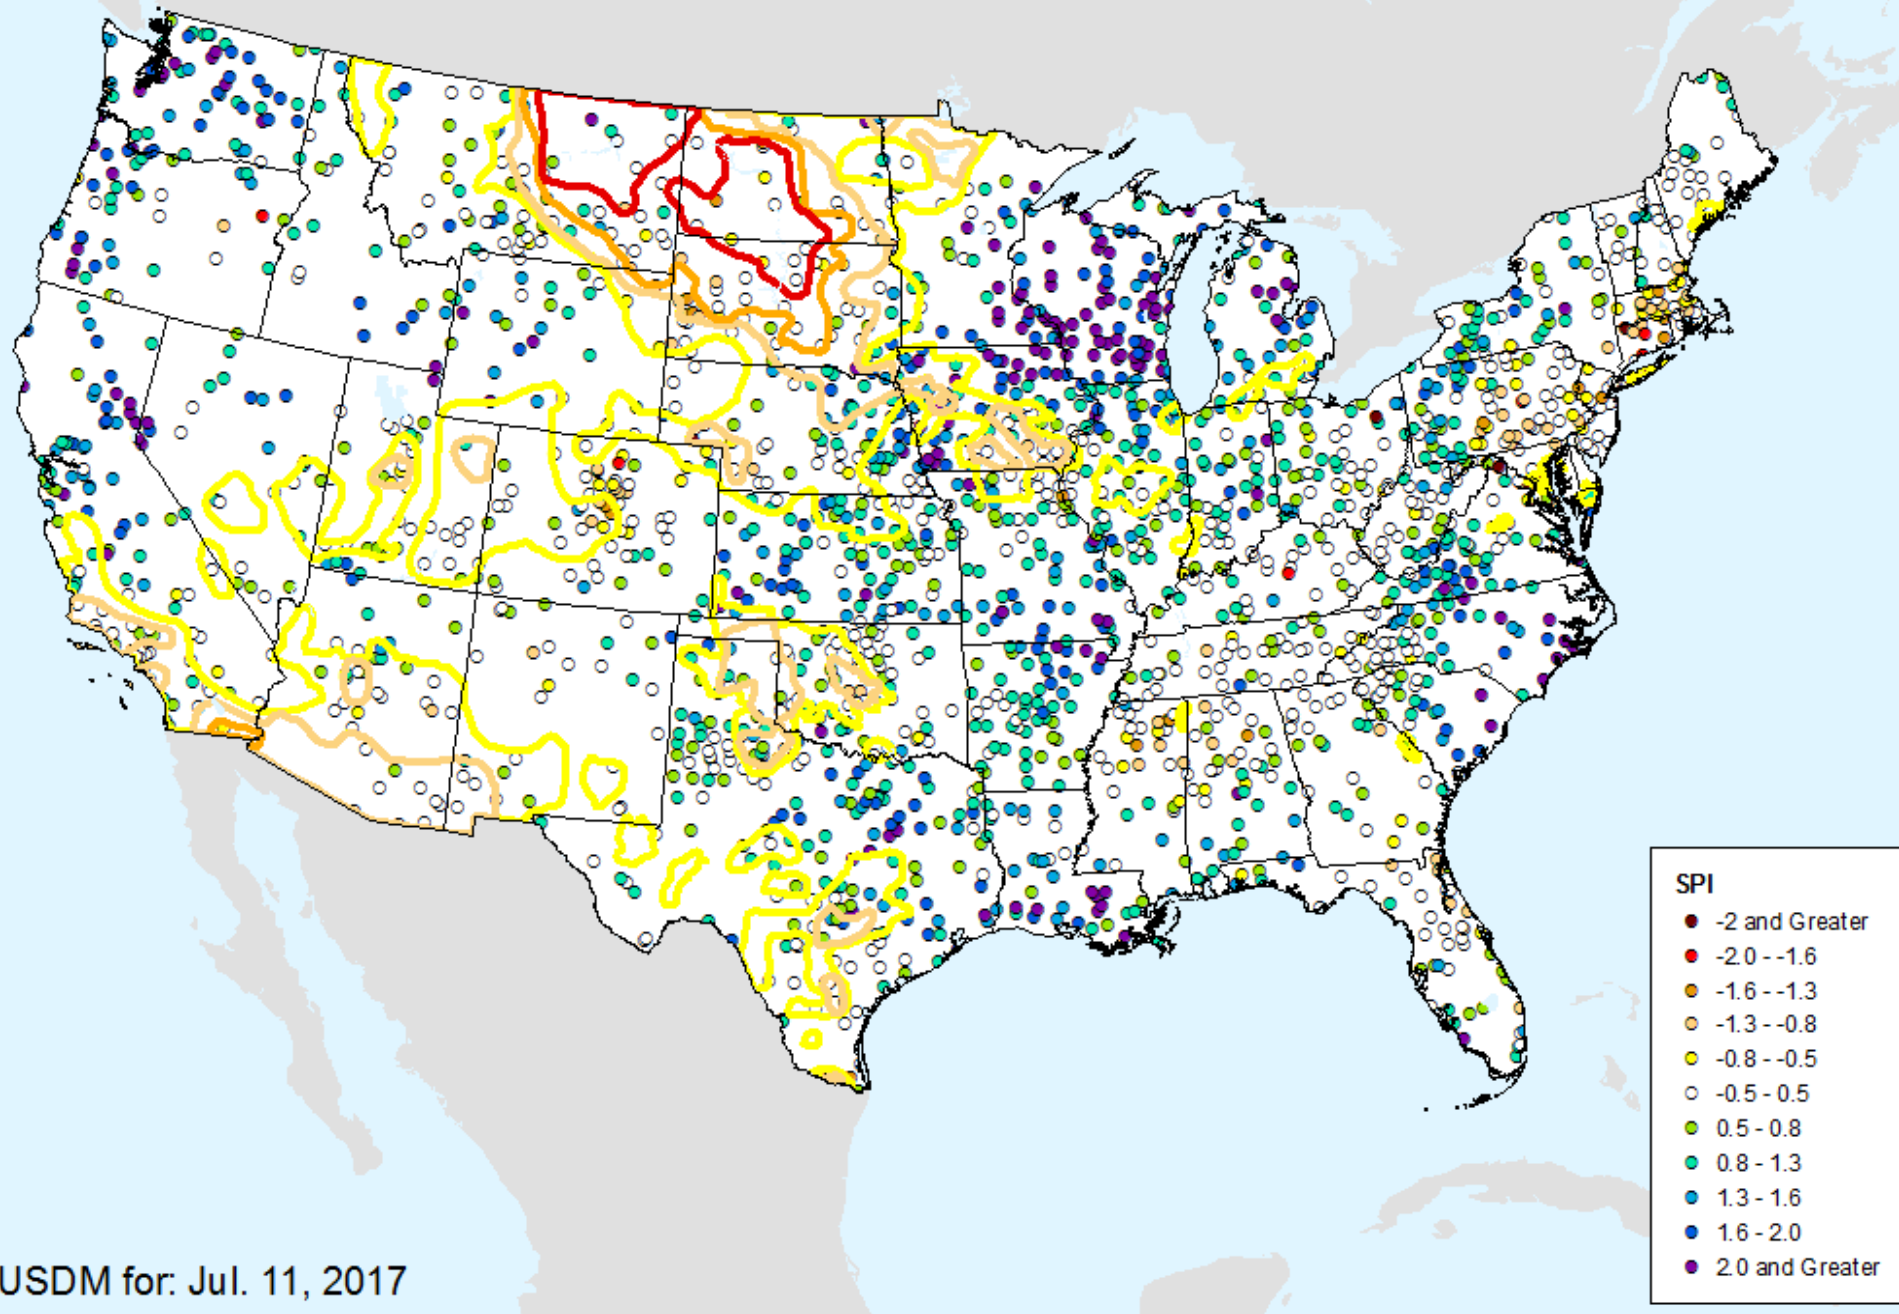 SPI
-2 and Greater
-2.0 - -1.6
-1.6 - -1.3
-1.3 - -0.8
-0.8 - -0.5
-0.5 - 0.5
0.5 - 0.8
0.8 - 1.3
1.3 - 1.6
1.6 - 2.0
2.0 and Greater
USDM for: Jul. 11, 2017